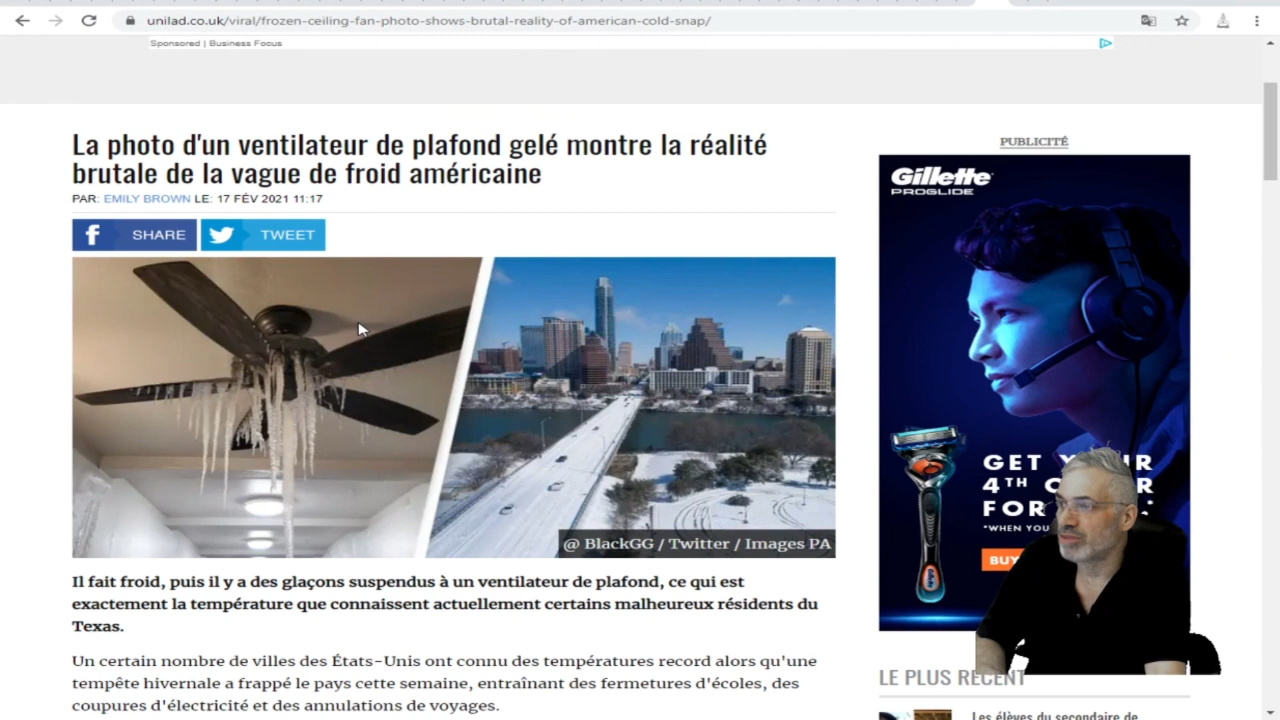 unilad.co.uk/viral/frozen-ceiling-fan-photo-shows-brutal-reality-of-american-cold-snap/
Sponsored | Business Focus
La photo d'un ventilateur de plafond gelé montre la réalité
brutale de la vague de froid américaine
PAR: EMILY BROWN LE: 17 FÉV 2021 11:17
SHARE
TWEET
@ BlackGG / Twitter / Images PA
Il fait froid, puis il y a des glaçons suspendus à un ventilateur de plafond, ce qui est
exactement la température que connaissent actuellement certains malheureux résidents du
Texas.
Un certain nombre de villes des États-Unis ont connu des températures record alors qu'une
tempête hivernale a frappé le pays cette semaine, entraînant des fermetures d'écoles, des
coupures d'électricité et des annulations de voyages.
PUBLICITÉ
Gillette
PROGLIDE
GET
4TH
FOR
*WHEN YOU
BUY
LE PLUS RÉCENT
Les élèves du secondaire de